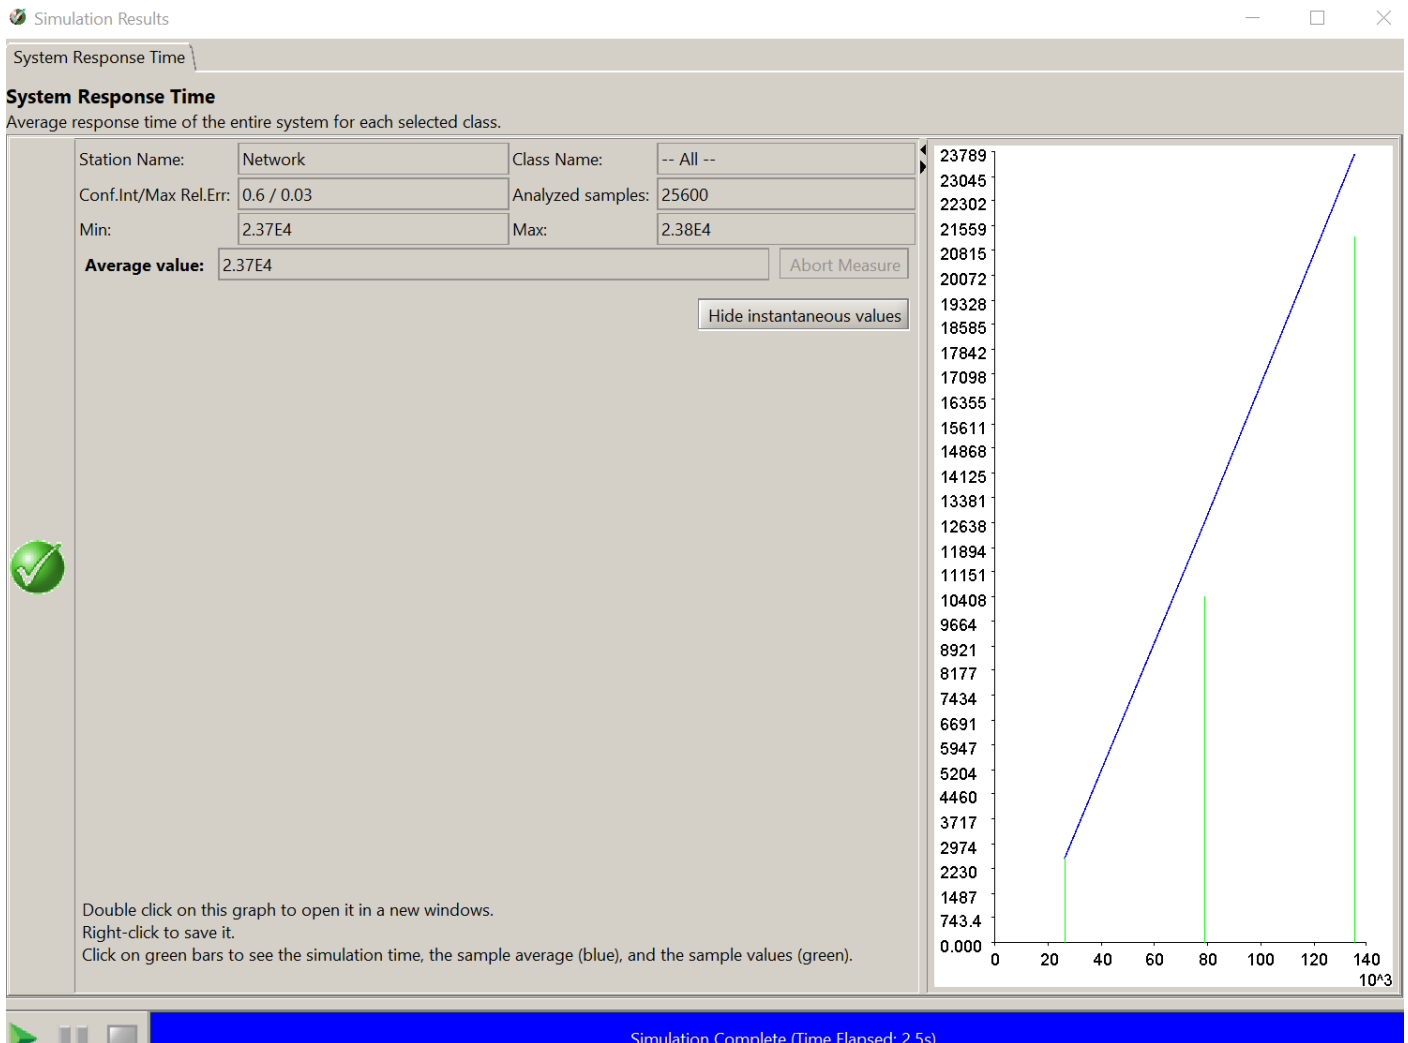 Simulation Results
System Response Time
System Response Time
Average response time of the entire system for each selected class.
Station Name: Network Class Name: -- All --
Conf.Int/Max Rel.Err: 0.6 / 0.03 Analyzed samples: 25600
Min: 2.37E4 Max: 2.38E4
Average value: 2.37E4 Abort Measure
Hide instantaneous values
Double click on this graph to open it in a new windows.
Right-click to save it.
Click on green bars to see the simulation time, the sample average (blue), and the sample values (green).
23789
23045
22302
21559
20815
20072
19328
18585
17842
17098
16355
15611
14868
14125
13381
12638
11894
11151
10408
9664
8921
8177
7434
6691
5947
5204
4460
3717
2974
2230
1487
743.4
0.000
0 20 40 60 80 100 120 140
10^3
Simulation Complete (Time Elapsed: 2.5s)